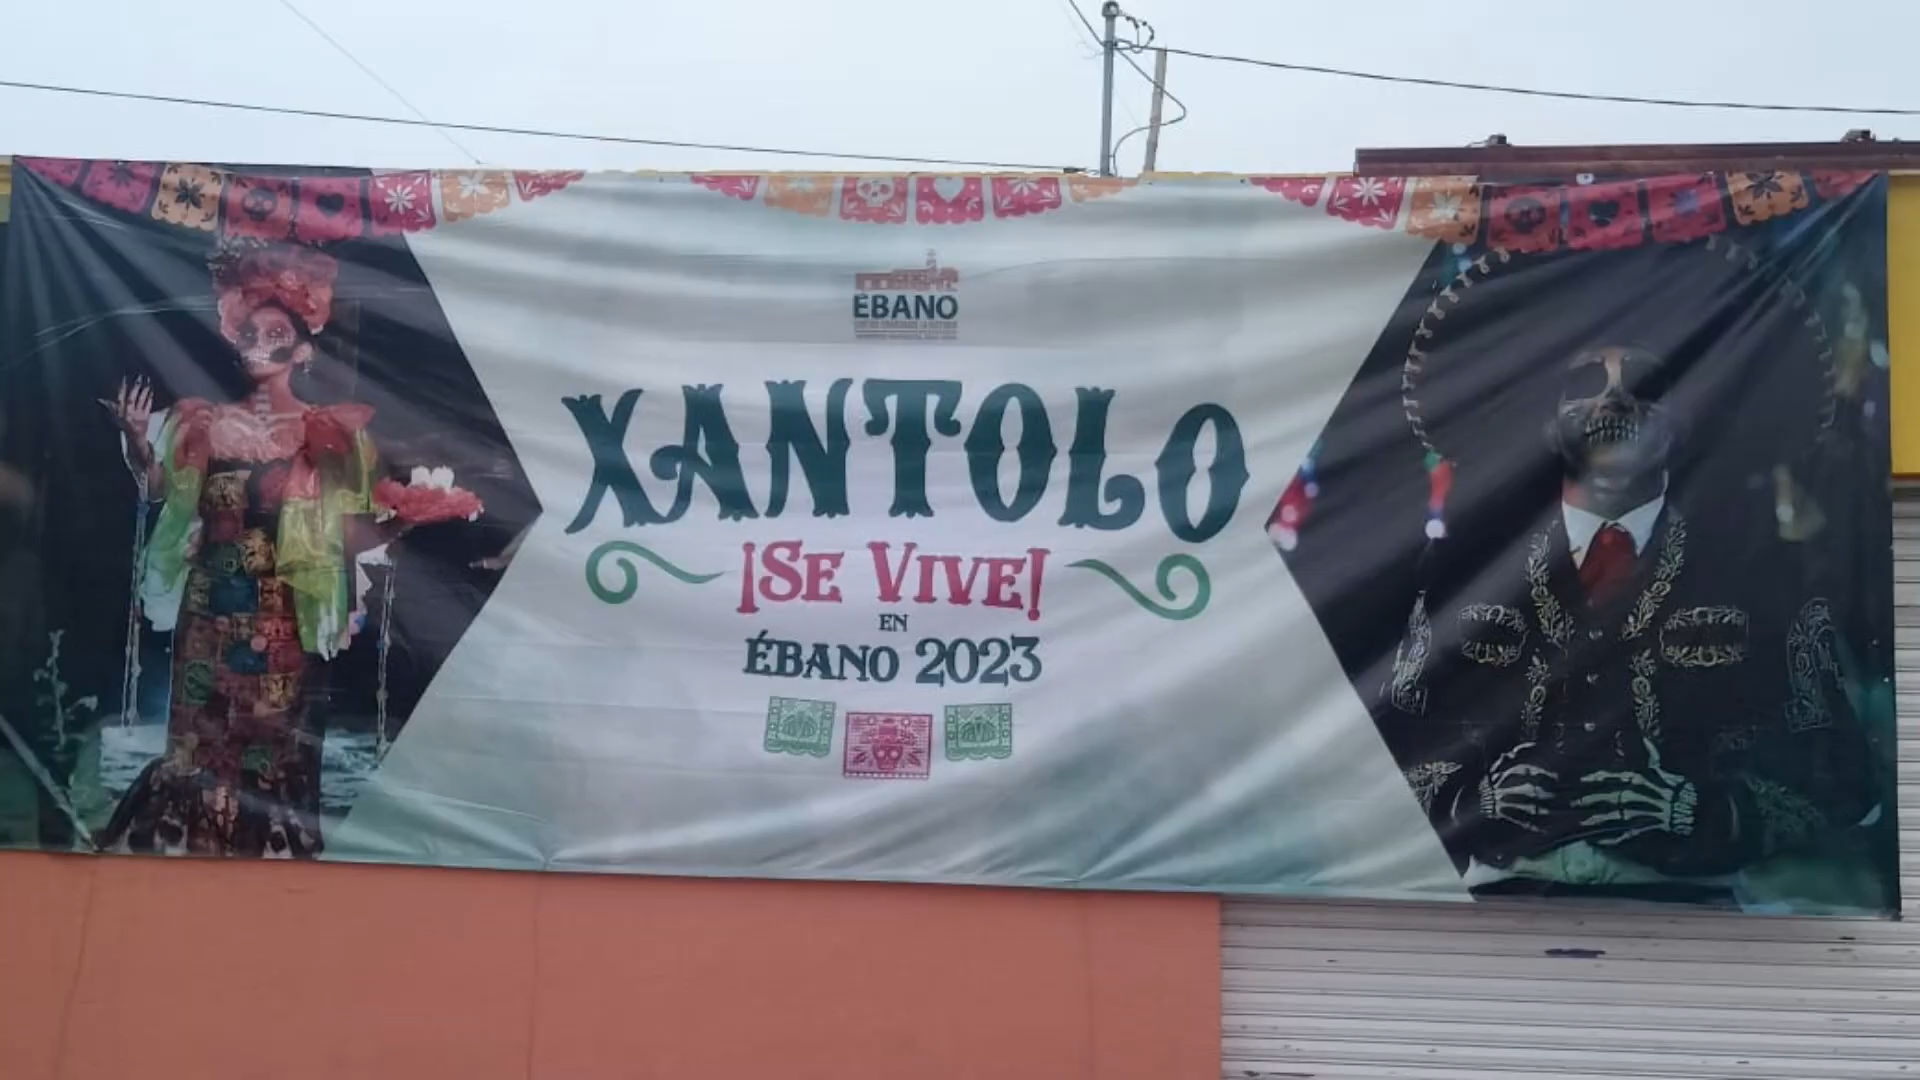 ÉBANO
XANTOLO
¡SE VIVE!
EN
ÉBANO 2023